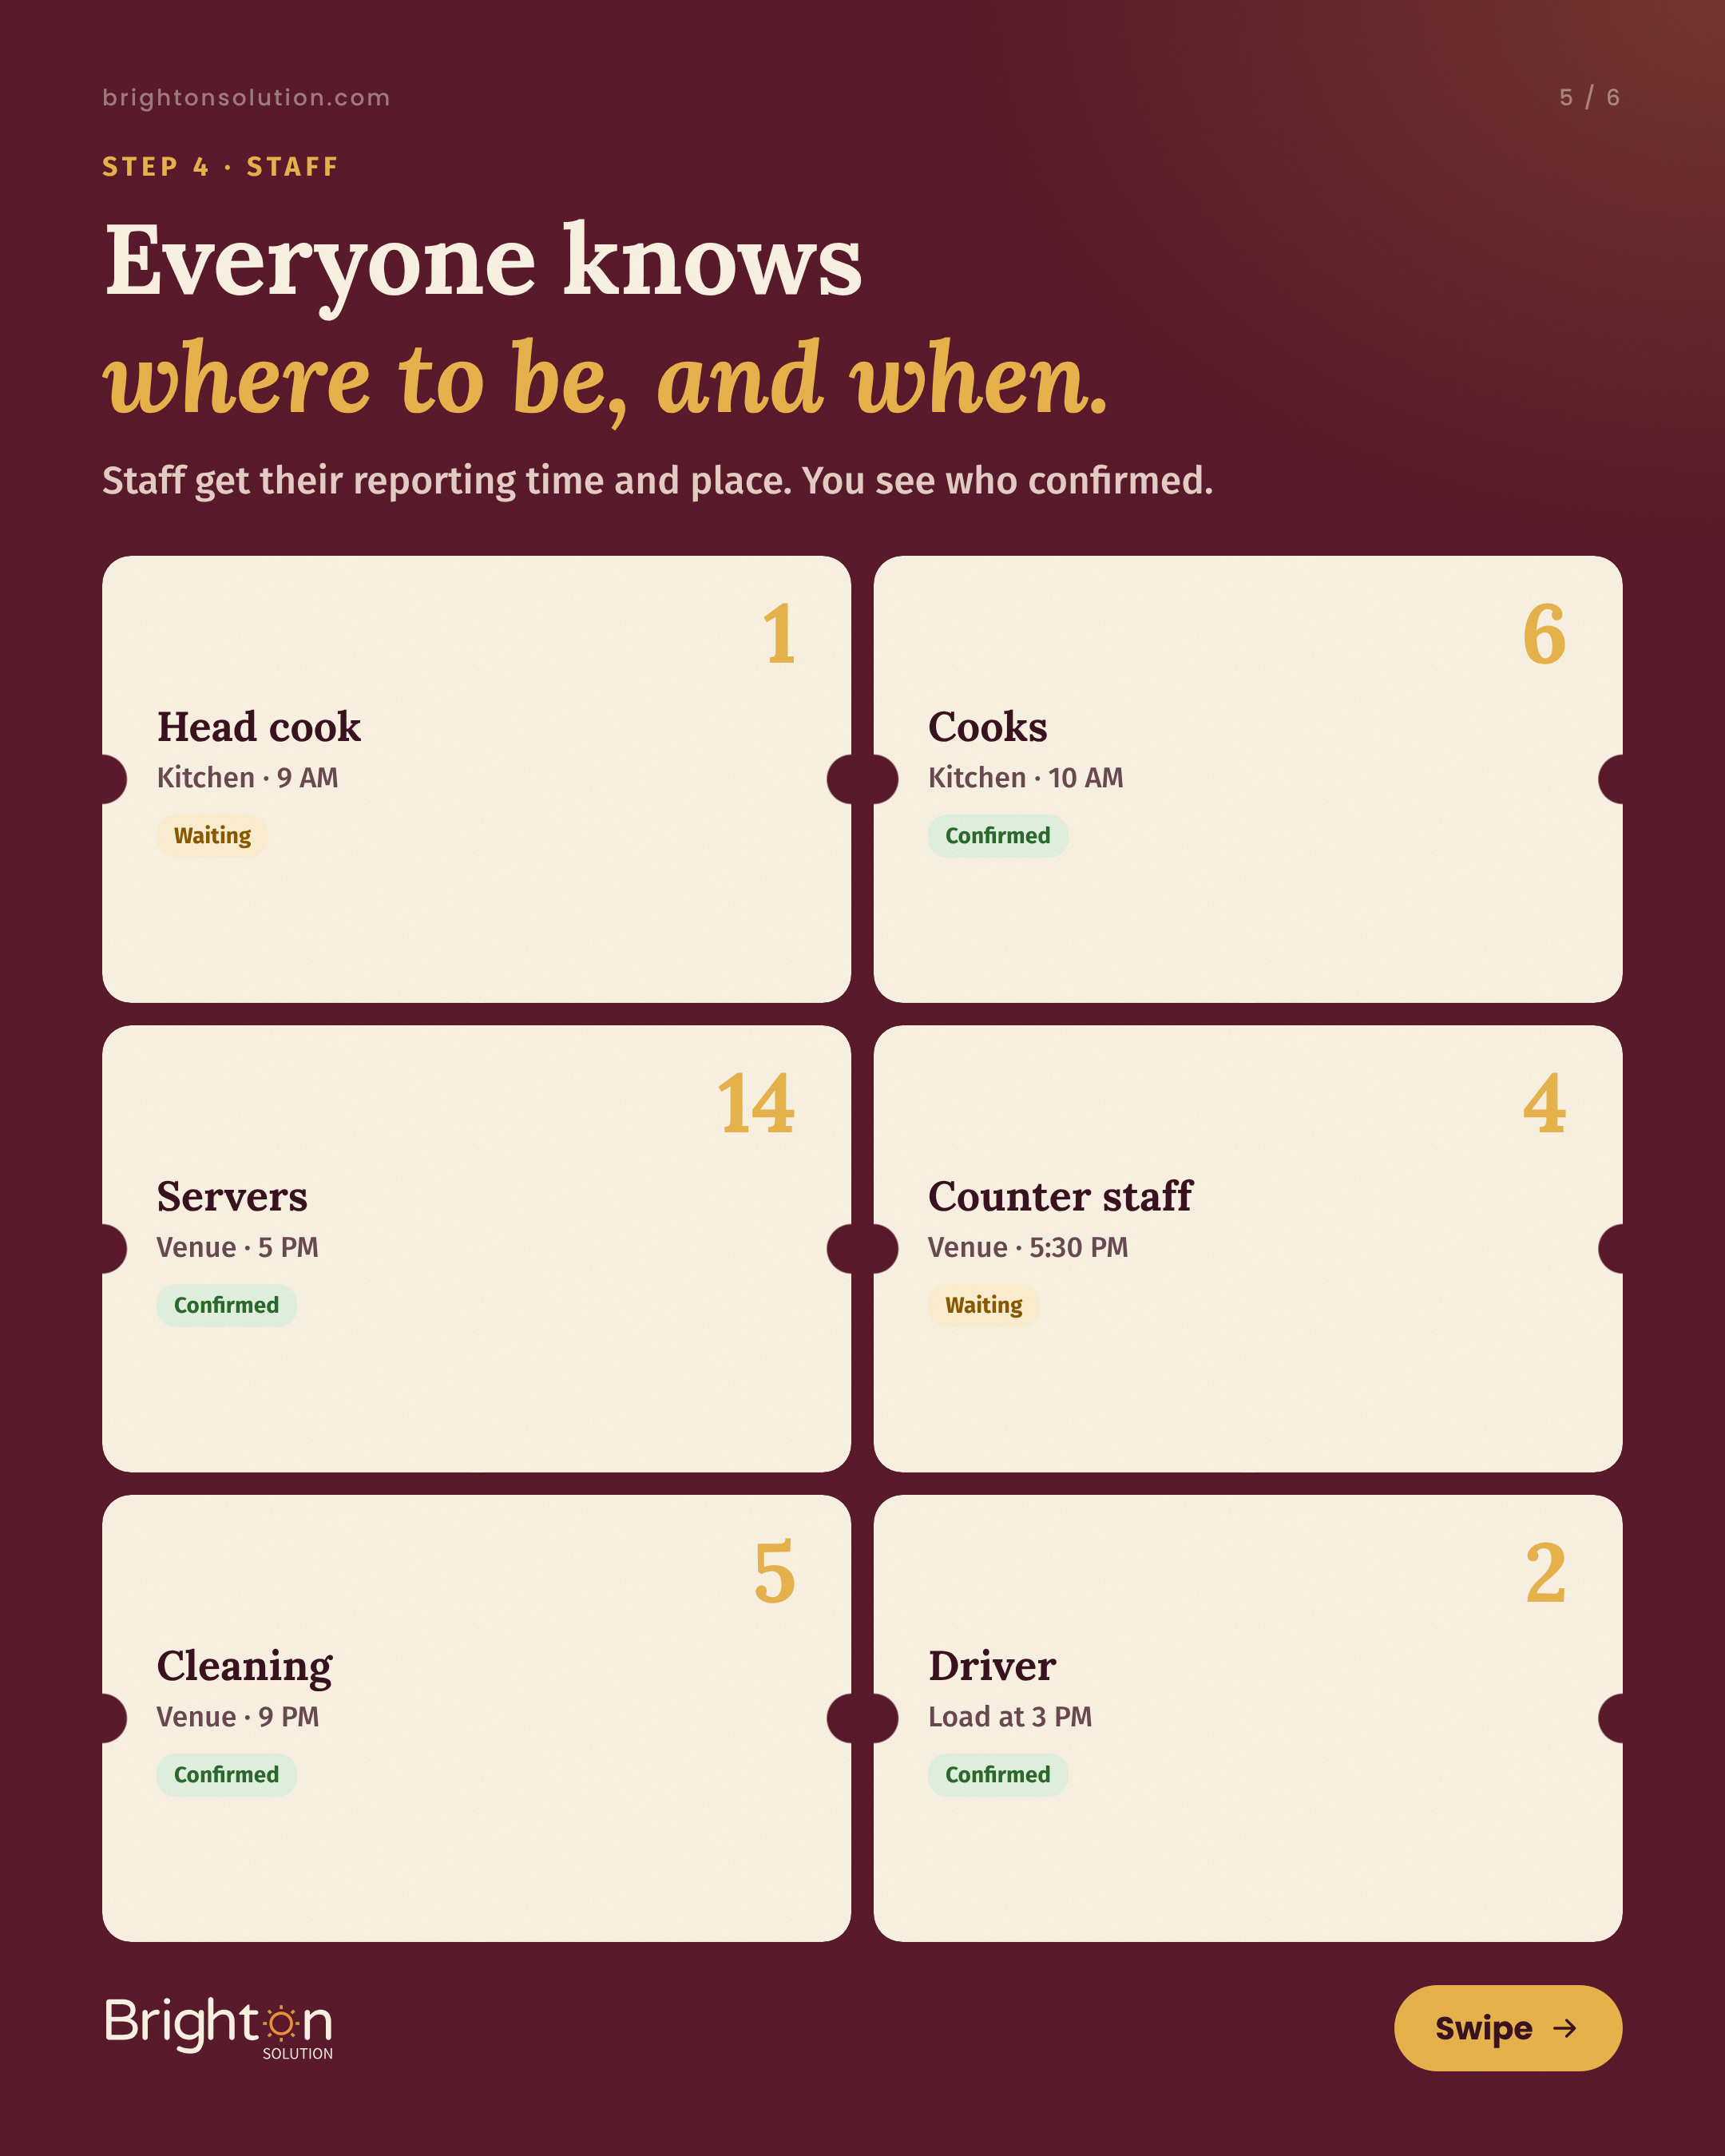 brightonsolution.com
5 / 6
STEP 4 · STAFF
Everyone knows
where to be, and when.
Staff get their reporting time and place. You see who confirmed.
1
Head cook
Kitchen · 9 AM
Waiting
6
Cooks
Kitchen · 10 AM
Confirmed
14
Servers
Venue · 5 PM
Confirmed
4
Counter staff
Venue · 5:30 PM
Waiting
5
Cleaning
Venue · 9 PM
Confirmed
2
Driver
Load at 3 PM
Confirmed
Brighton
SOLUTION
Swipe →